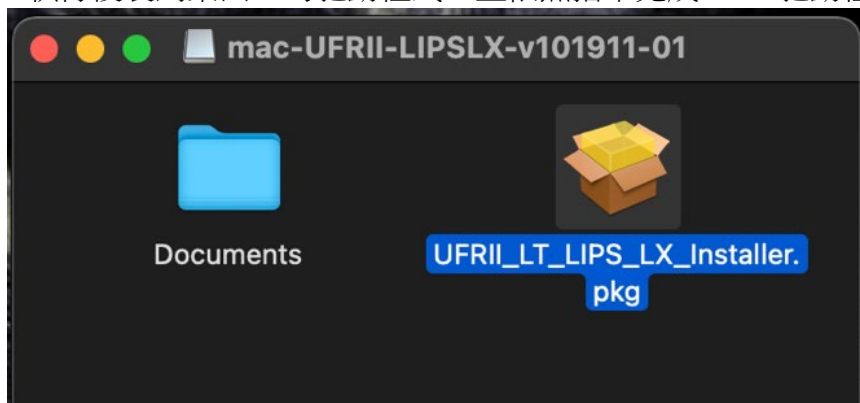 mac-UFRII-LIPSLX-v101911-01
Documents
UFRII_LT_LIPS_LX_Installer.
pkg